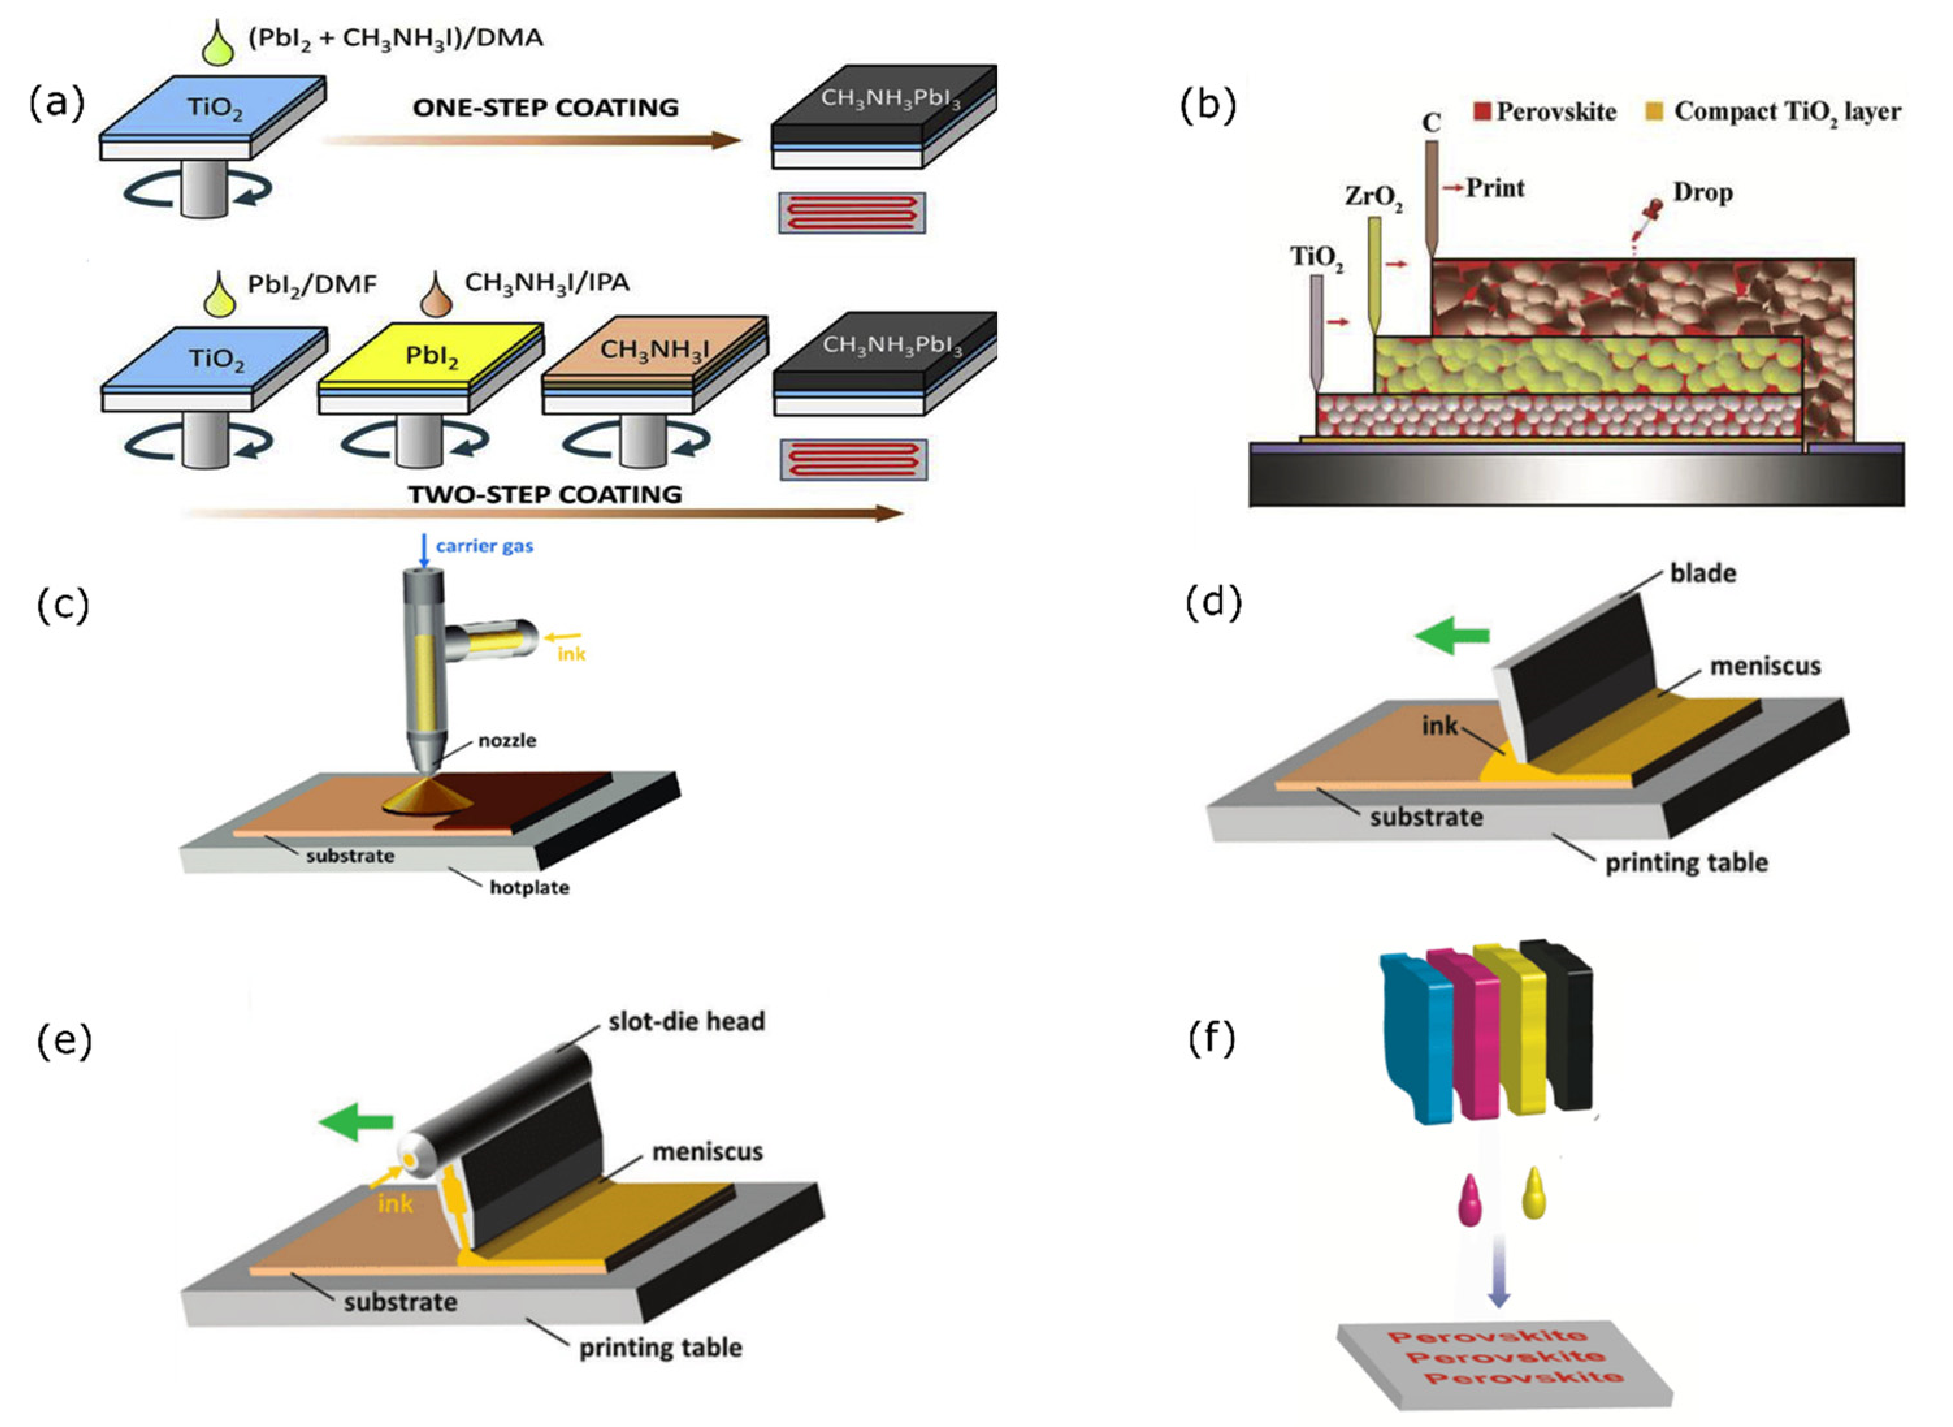 (a)
(PbI₂ + CH₃NH₃I)/DMA
TiO₂
ONE-STEP COATING
CH₃NH₃PbI₃
PbI₂/DMF
CH₃NH₃I/IPA
TiO₂
PbI₂
CH₃NH₃I
CH₃NH₃PbI₃
TWO-STEP COATING
(b)
Perovskite
Compact TiO₂ layer
C
Print
Drop
ZrO₂
TiO₂
(c)
carrier gas
ink
nozzle
substrate
hotplate
(d)
blade
meniscus
ink
substrate
printing table
(e)
slot-die head
meniscus
ink
substrate
printing table
(f)
Perovskite
Perovskite
Perovskite